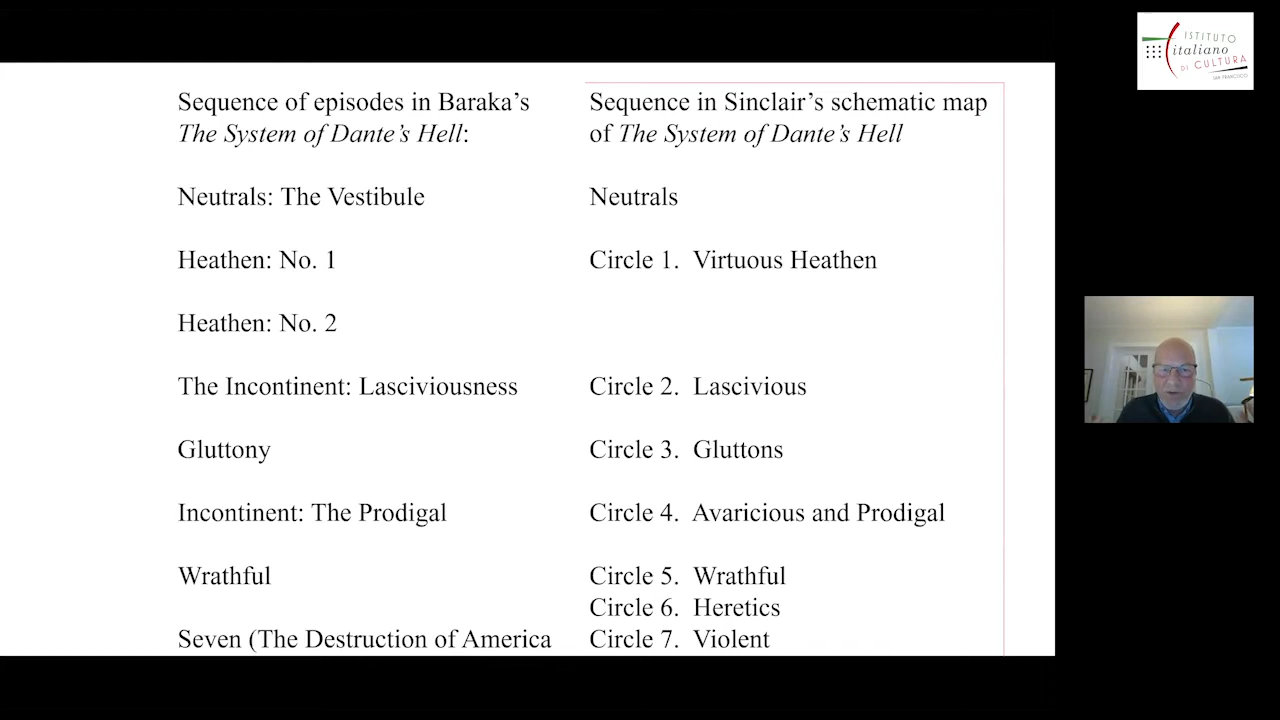 Sequence of episodes in Baraka's
The System of Dante's Hell:
Neutrals: The Vestibule
Heathen: No. 1
Heathen: No. 2
The Incontinent: Lasciviousness
Gluttony
Incontinent: The Prodigal
Wrathful
Seven (The Destruction of America
Sequence in Sinclair's schematic map
of The System of Dante's Hell
Neutrals
Circle 1. Virtuous Heathen
Circle 2. Lascivious
Circle 3. Gluttons
Circle 4. Avaricious and Prodigal
Circle 5. Wrathful
Circle 6. Heretics
Circle 7. Violent
ISTITUTO
italiano
DI CULTURA
SAN FRANCISCO